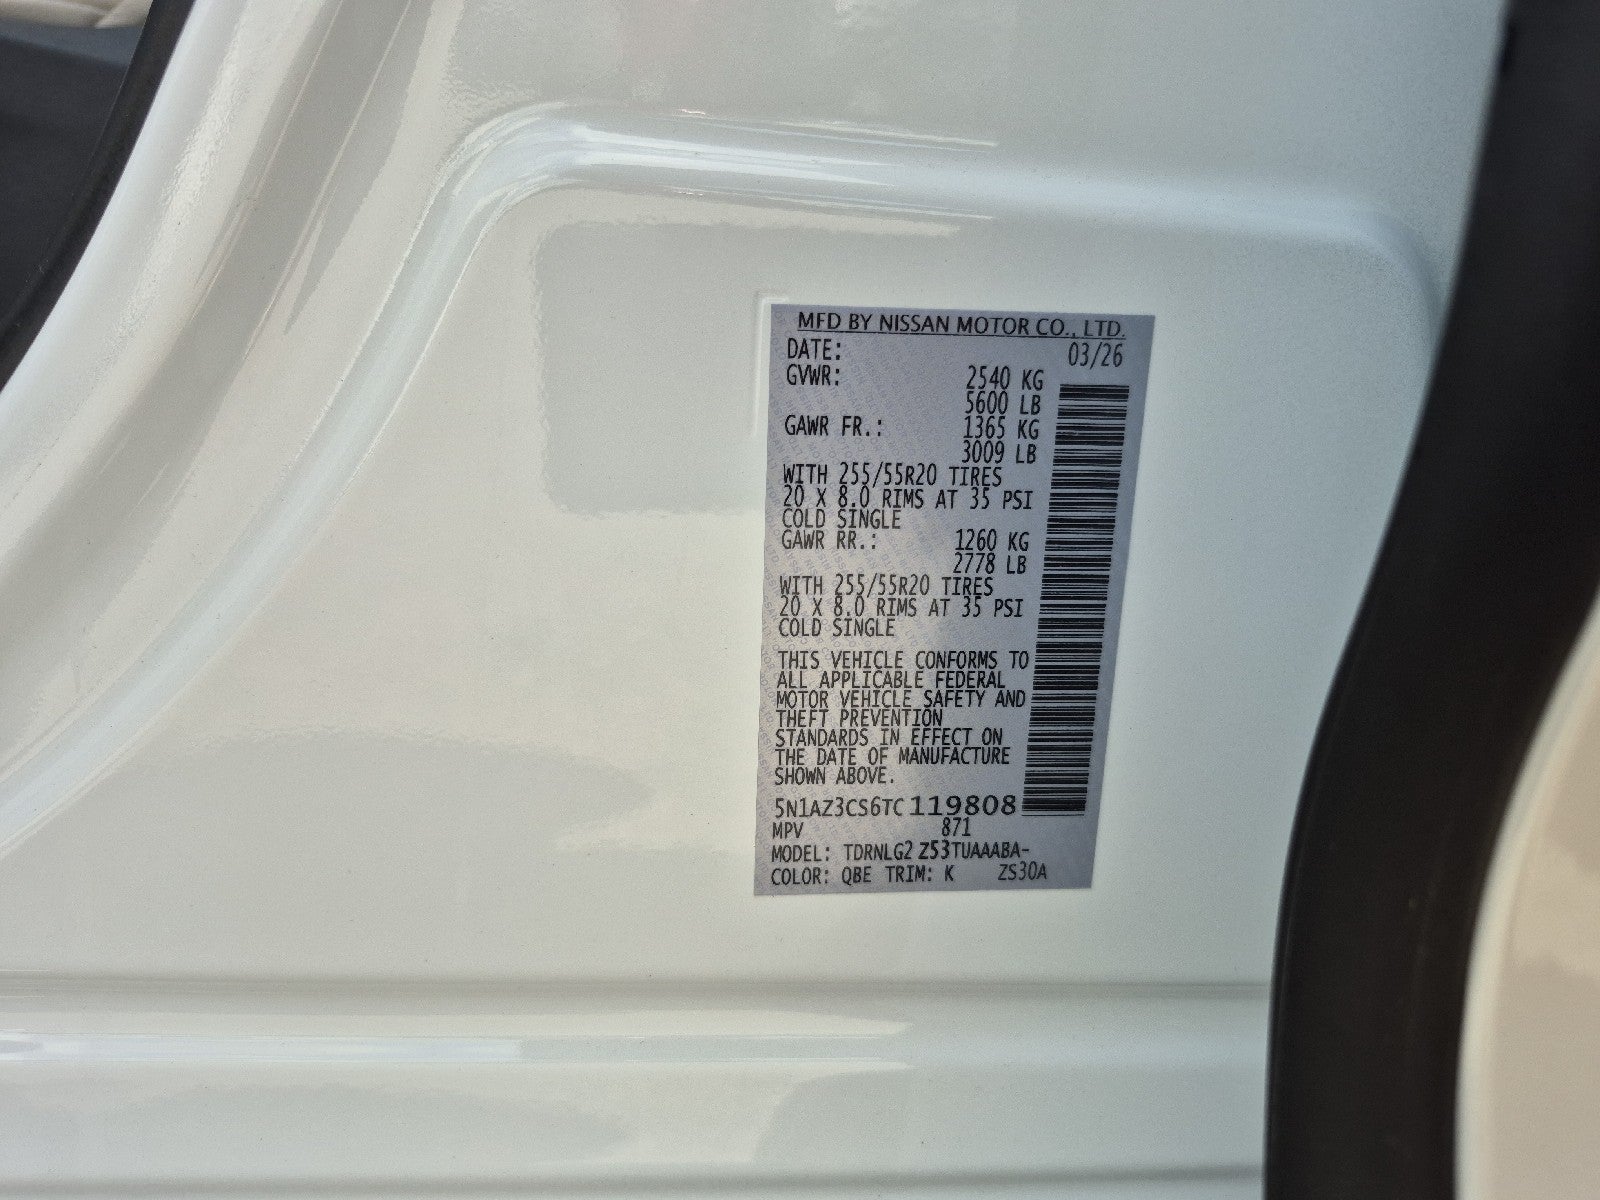 MFD BY NISSAN MOTOR CO., LTD.
DATE: 03/26
GVWR: 2540 KG
5600 LB
GAWR FR.: 1365 KG
3009 LB
WITH 255/55R20 TIRES
20 X 8.0 RIMS AT 35 PSI
COLD SINGLE
GAWR RR.: 1260 KG
2778 LB
WITH 255/55R20 TIRES
20 X 8.0 RIMS AT 35 PSI
COLD SINGLE
THIS VEHICLE CONFORMS TO
ALL APPLICABLE FEDERAL
MOTOR VEHICLE SAFETY AND
THEFT PREVENTION
STANDARDS IN EFFECT ON
THE DATE OF MANUFACTURE
SHOWN ABOVE.
5N1AZ3CS6TC119808
MPV 871
MODEL: TDRNLG2 Z53TUAAABA-
COLOR: QBE TRIM: K ZS30A